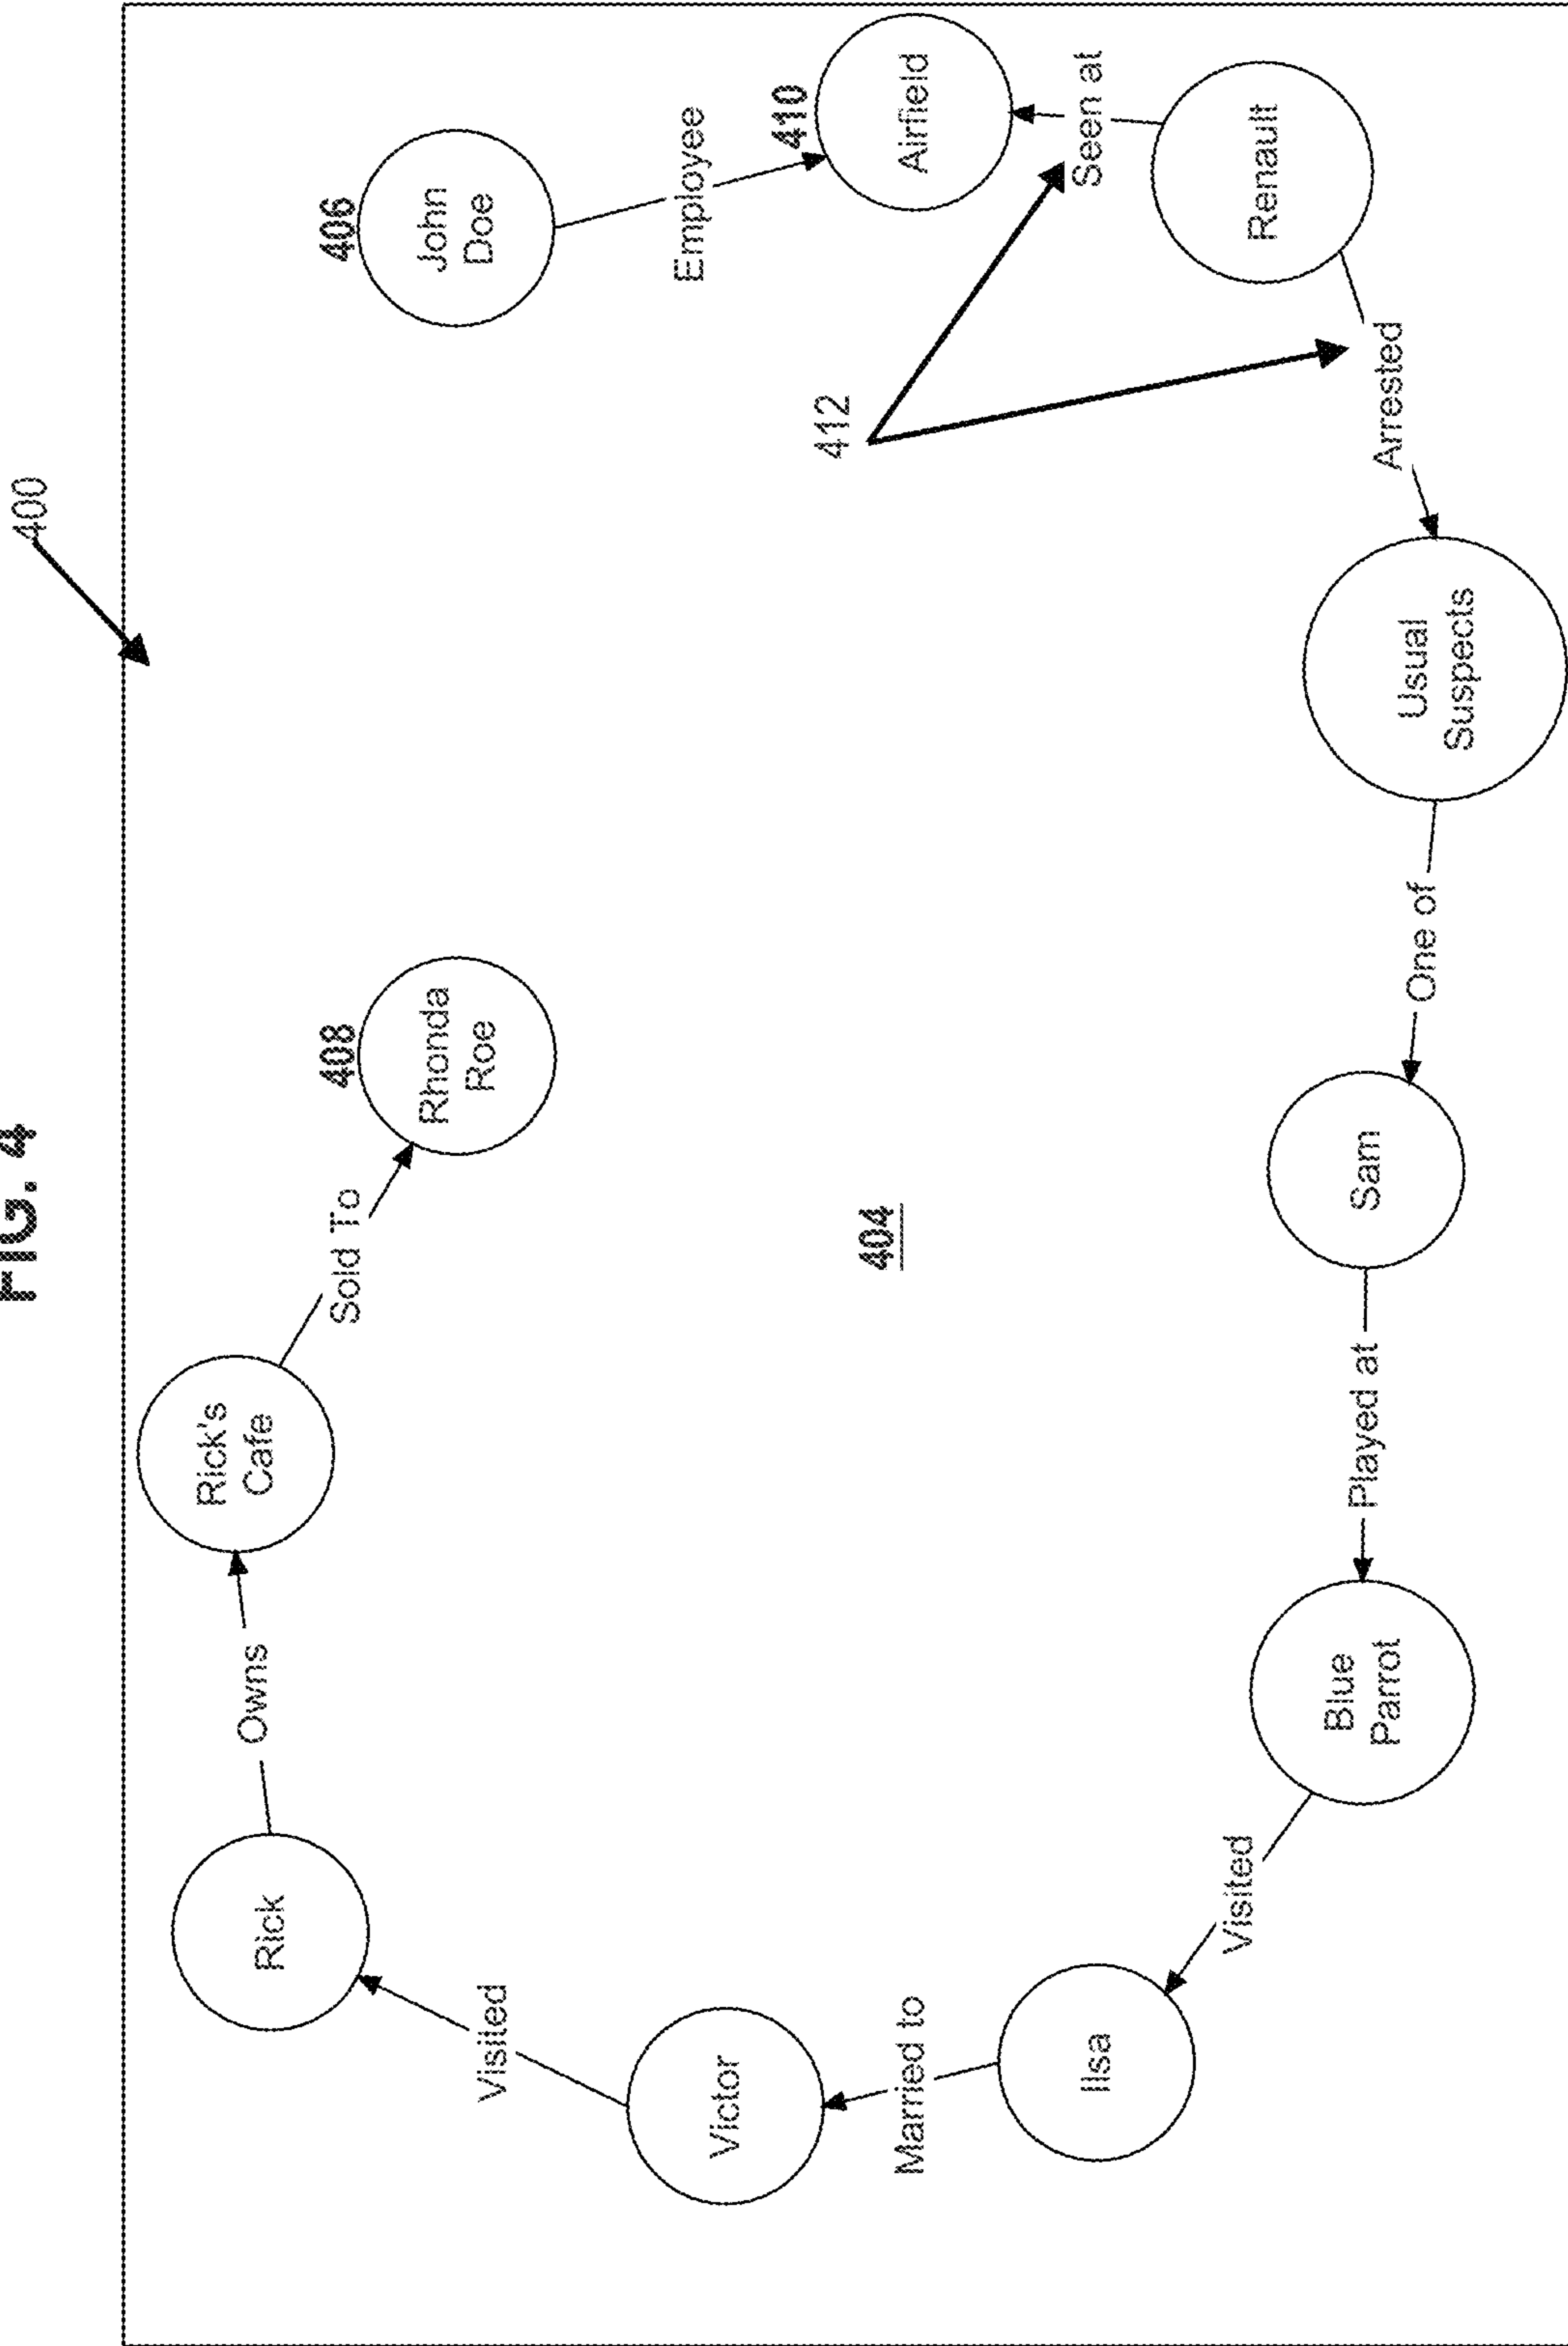 FIG. 4
400
Rick's
Cafe
Rick
Owns
Sold To
408
406
Rhonda
Roe
John
Doe
Visited
Employee
Victor
410
412
404
Airfield
Married to
Seen at
Ilsa
Visited
Renault
Blue
Parrot
Played at
Sam
Arrested
One of
Usual
Suspects